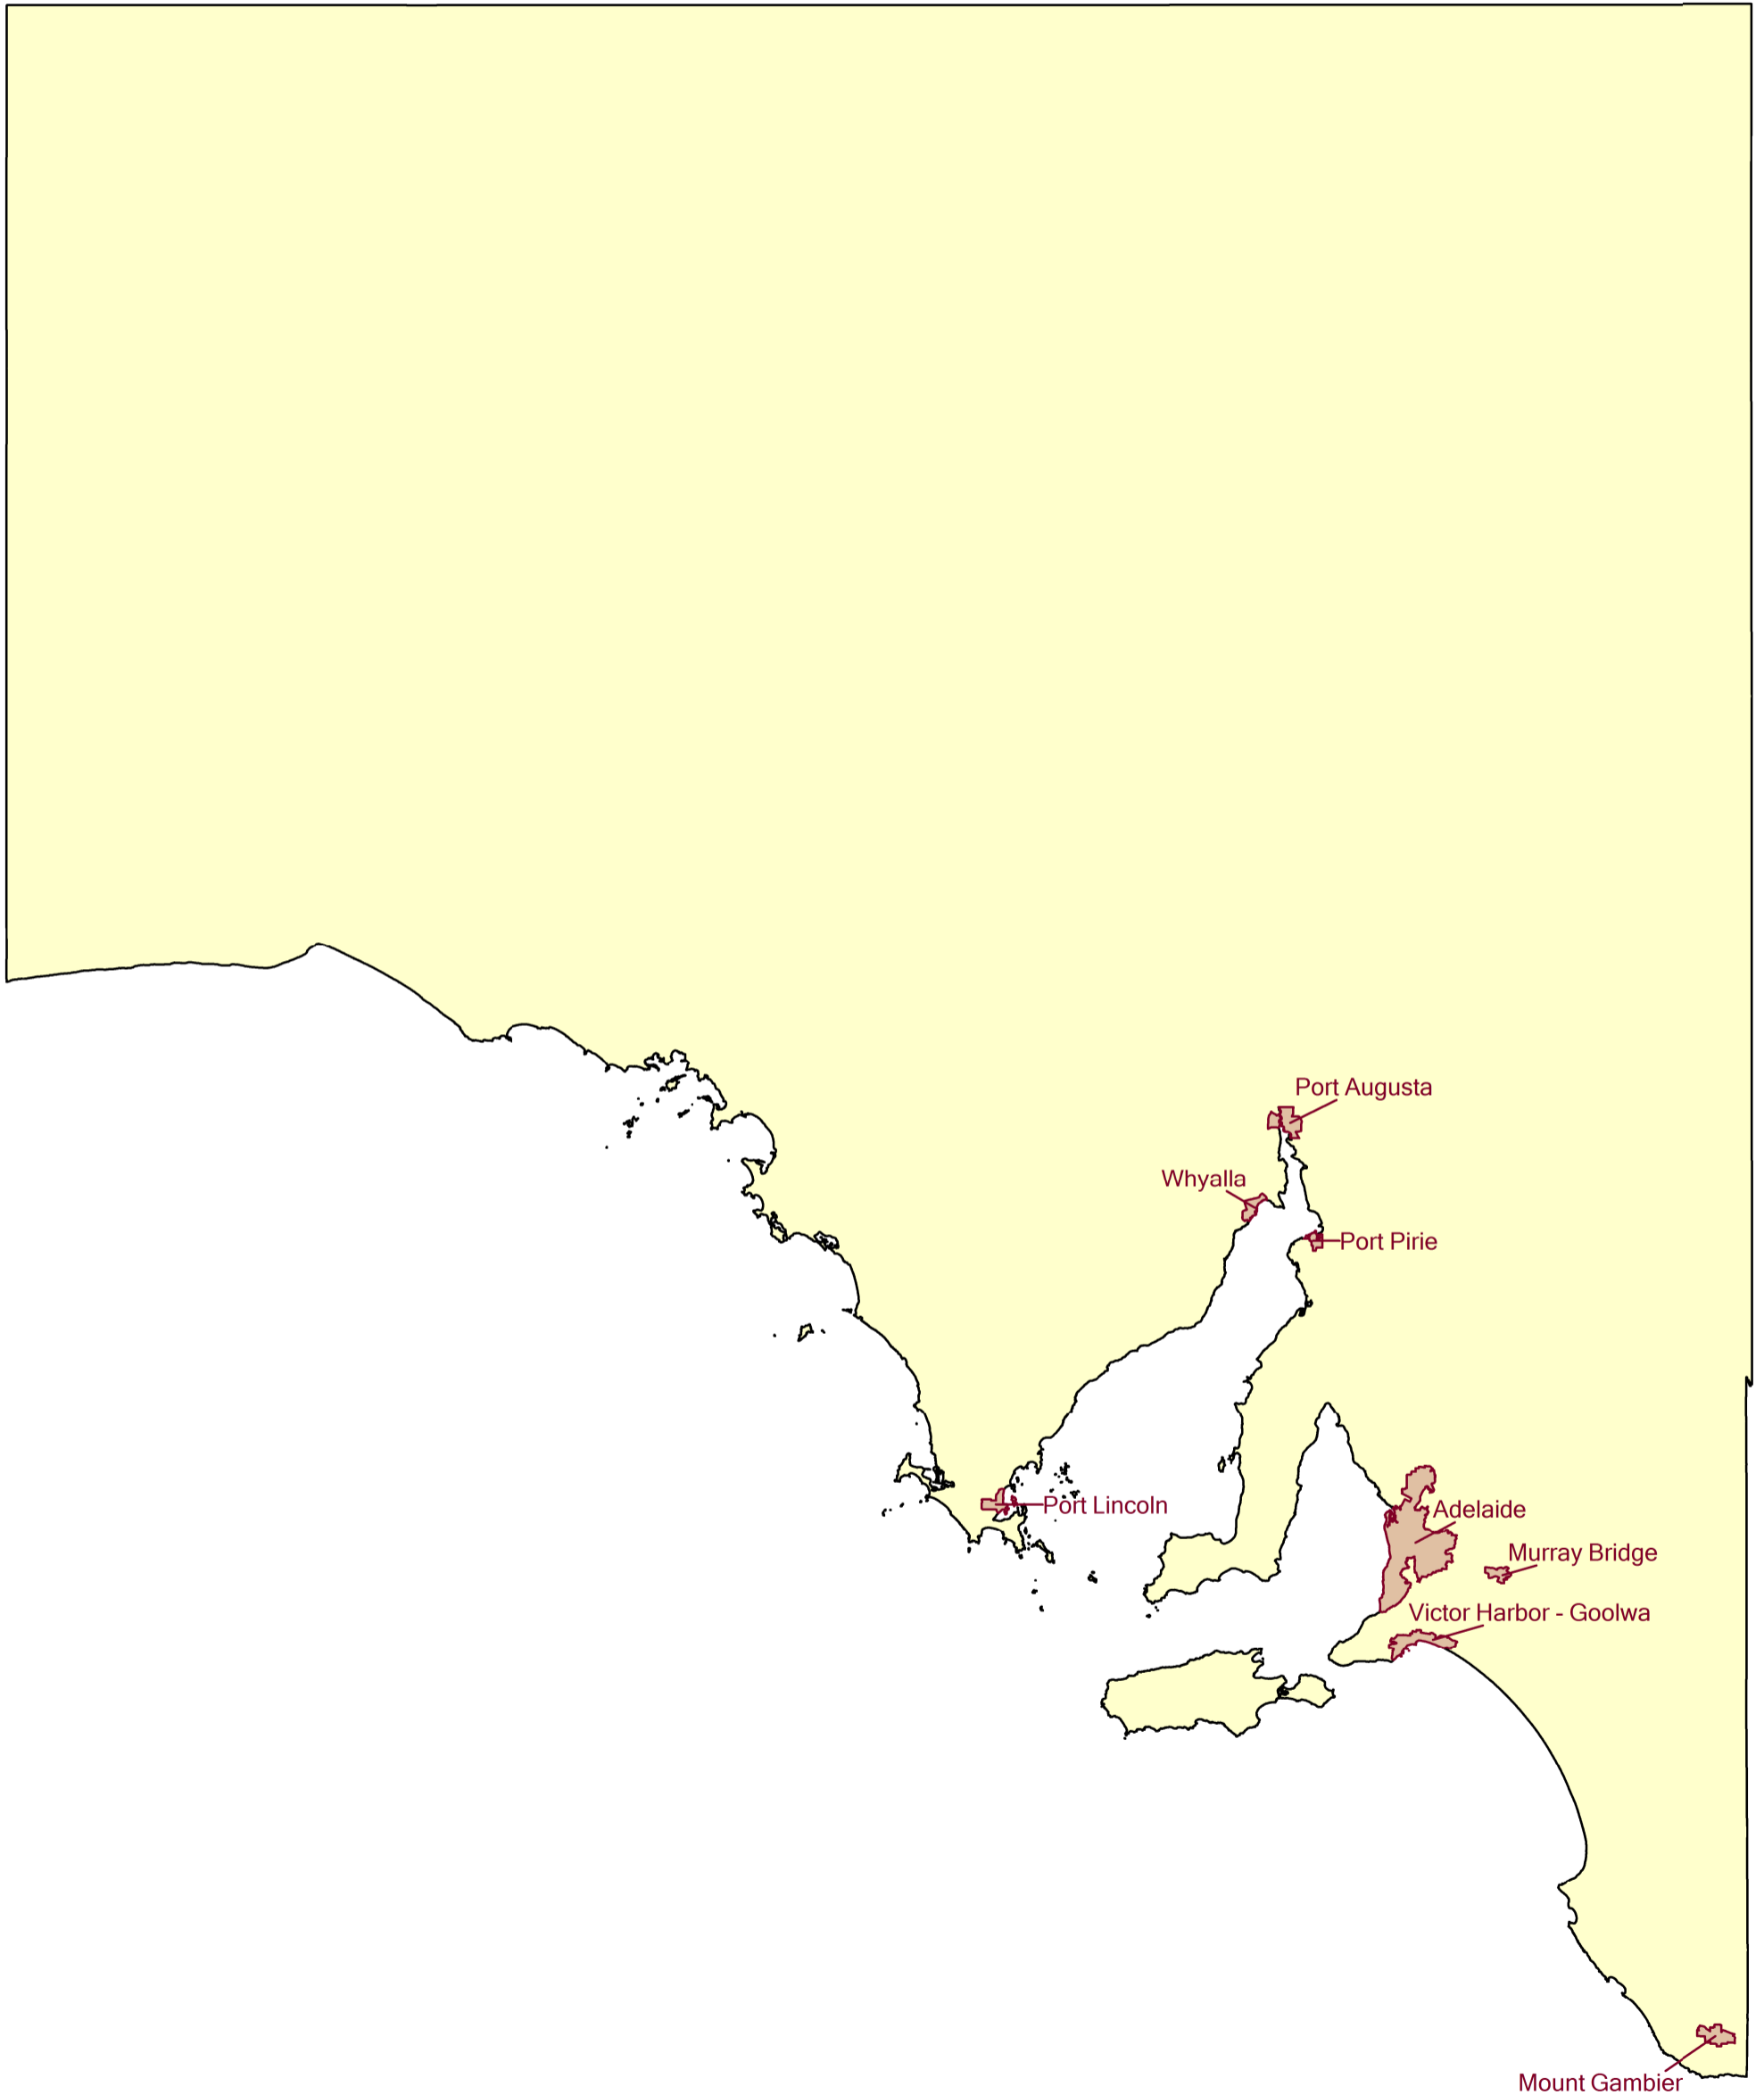 Port Augusta
Whyalla
Port Pirie
Port Lincoln
Adelaide
Murray Bridge
Victor Harbor - Goolwa
Mount Gambier